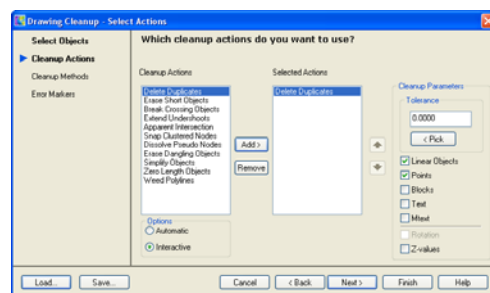 Drawing Cleanup - Select Actions
Select Objects
Cleanup Actions
Cleanup Methods
Error Markers
Which cleanup actions do you want to use?
Cleanup Actions
Delete Duplicates
Erase Short Objects
Break Crossing Objects
Extend Undershoots
Apparent Intersection
Snap Clustered Nodes
Dissolve Pseudo Nodes
Erase Dangling Objects
Simplify Objects
Zero Length Objects
Weed Polylines
Options
Automatic
Interactive
Add >
Remove
Selected Actions
Delete Duplicates
Cleanup Parameters
Tolerance
0.0000
< Pick
Linear Objects
Points
Blocks
Text
Mtext
Rotation
Z-values
Load...
Save...
Cancel
< Back
Next >
Finish
Help